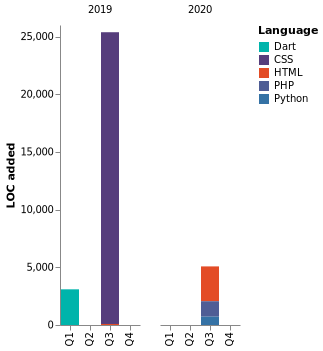 2019
2020
LOC added
25,000
20,000
15,000
10,000
5,000
0
Q1
Q2
Q3
Q4
Q1
Q2
Q3
Q4
Language
Dart
CSS
HTML
PHP
Python